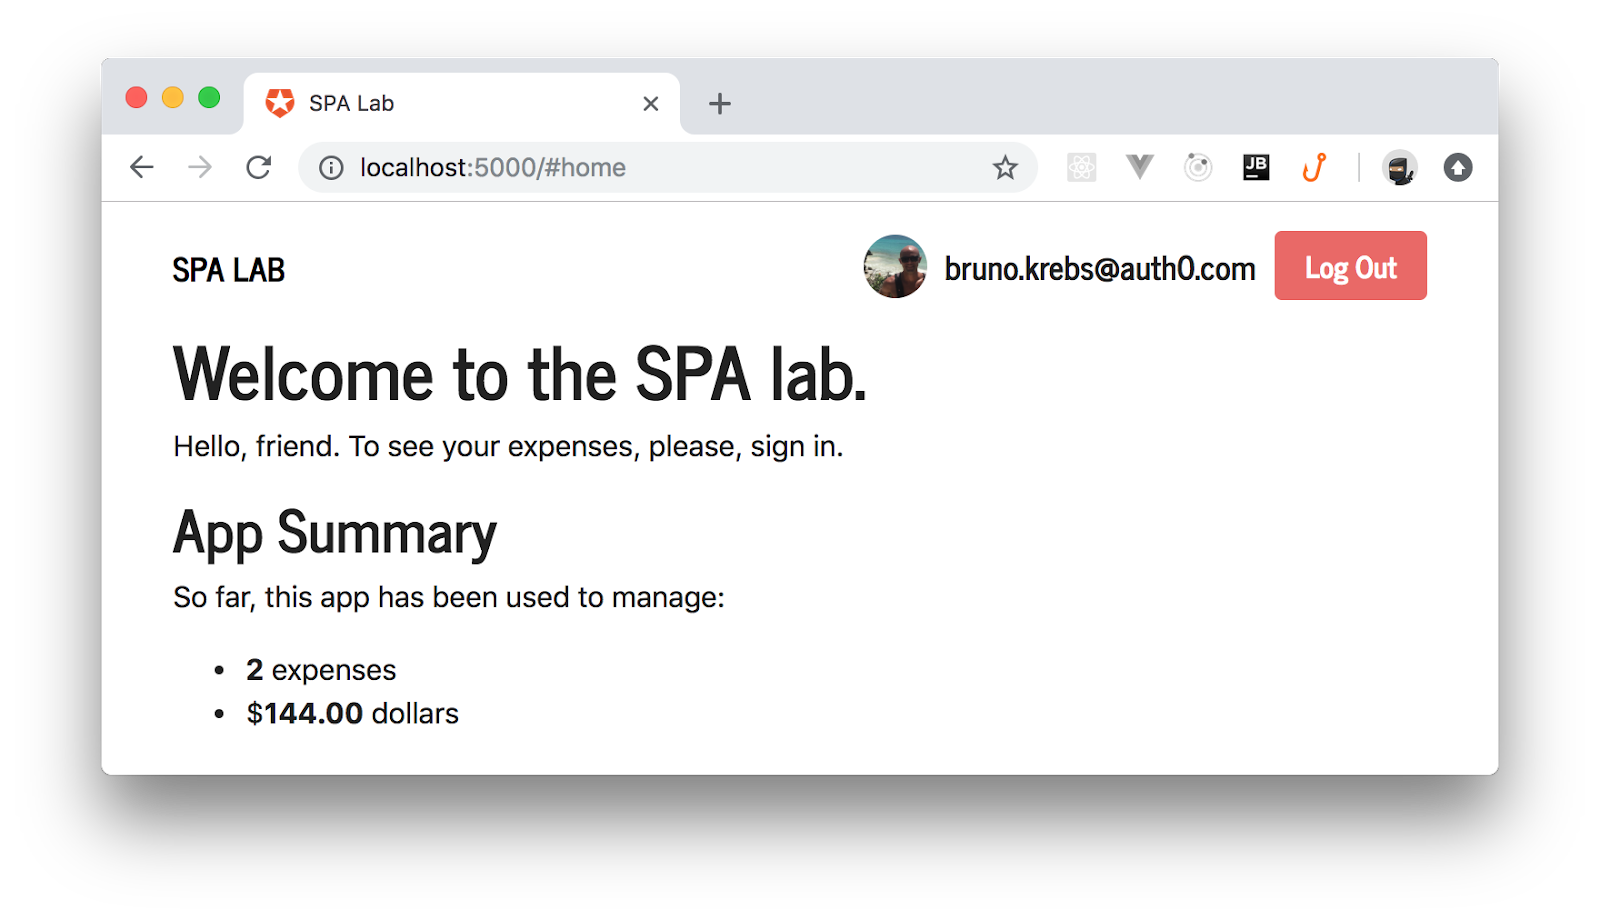 SPA Lab
localhost:5000/#home
JB
SPA LAB
bruno.krebs@auth0.com
Log Out
Welcome to the SPA lab.
Hello, friend. To see your expenses, please, sign in.
App Summary
So far, this app has been used to manage:
• 2 expenses
• $144.00 dollars